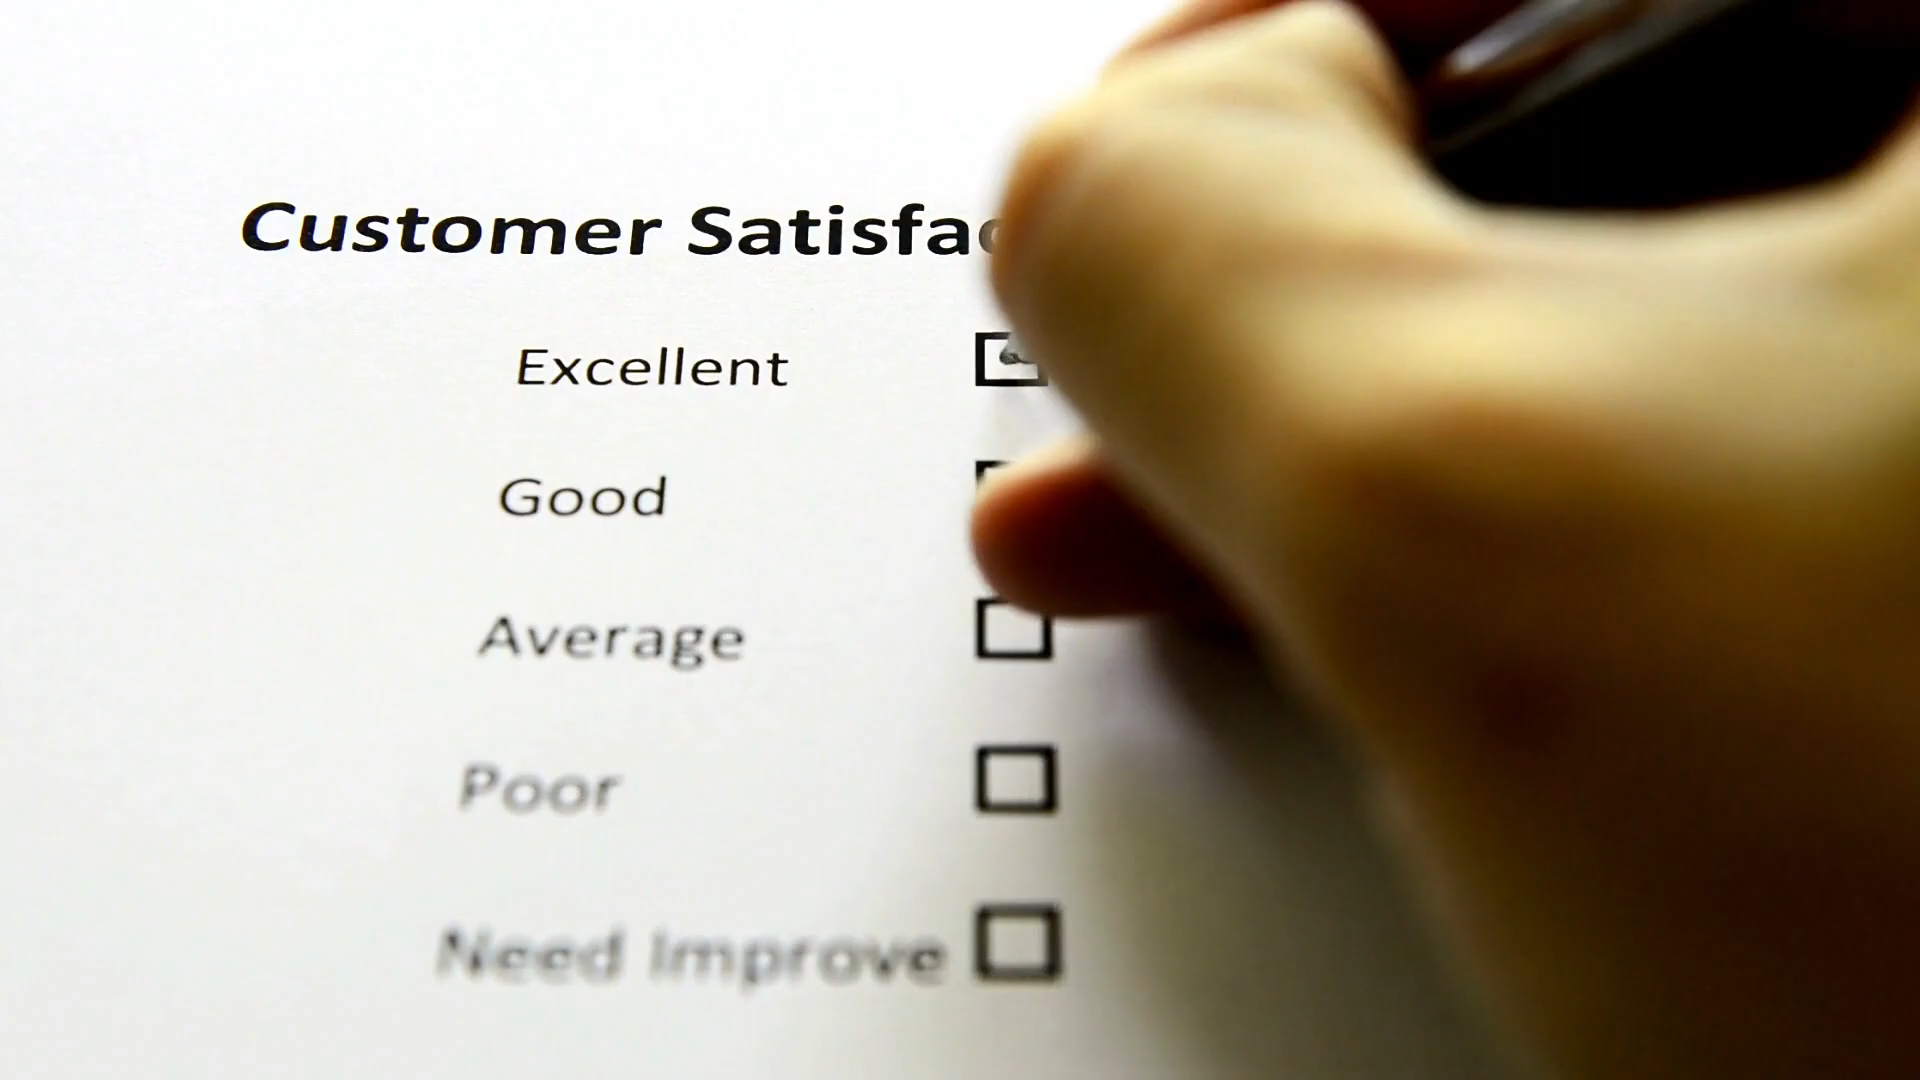 Customer Satisfac
Excellent
Good
Average
Poor
Need Improve